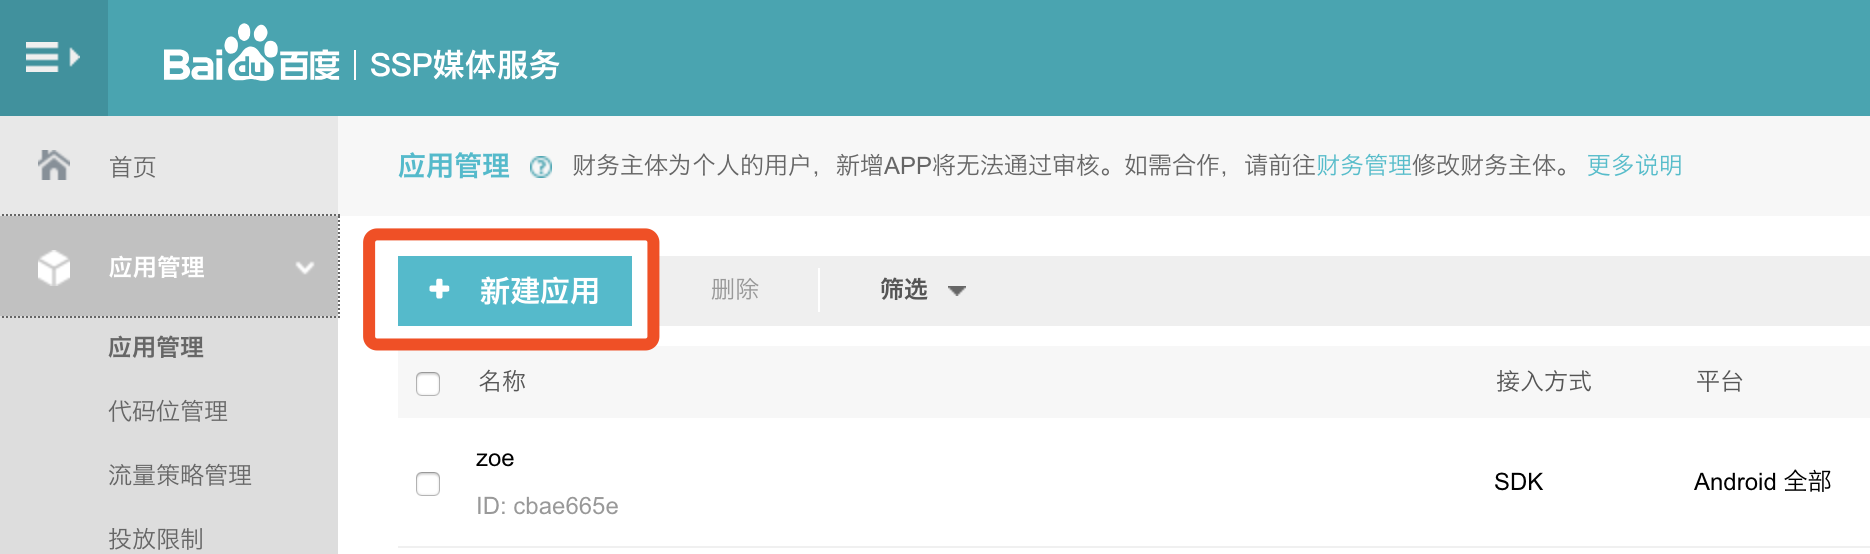 Baidu百度 | SSP媒体服务
首页
应用管理
应用管理
代码位管理
流量策略管理
投放限制
应用管理 ? 财务主体为个人的用户，新增APP将无法通过审核。如需合作，请前往财务管理修改财务主体。 更多说明
+ 新建应用 删除 筛选
名称 接入方式 平台
zoe
ID: cbae665e
SDK Android 全部